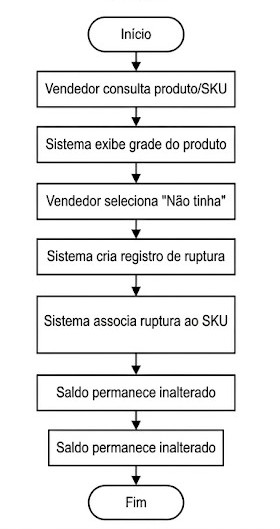 Início
Vendedor consulta produto/SKU
Sistema exibe grade do produto
Vendedor seleciona "Não tinha"
Sistema cria registro de ruptura
Sistema associa ruptura ao SKU
Saldo permanece inalterado
Saldo permanece inalterado
Fim